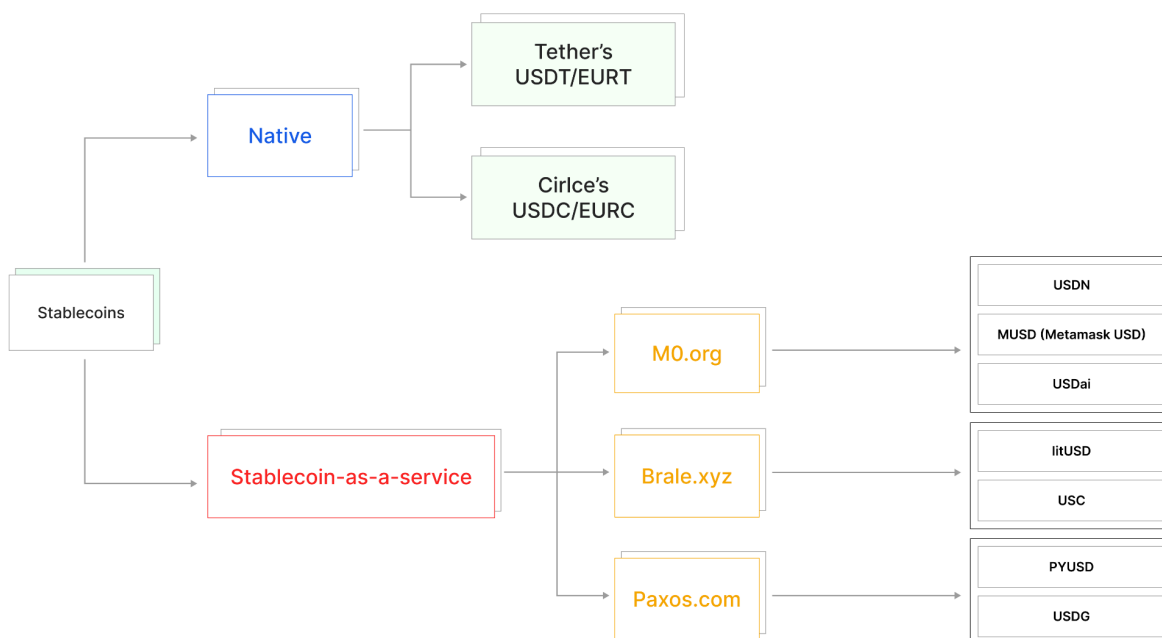 Tether's
USDT/EURT
Native
Cirlce's
USDC/EURC
Stablecoins
USDN
M0.org
MUSD (Metamask USD)
USDai
Stablecoin-as-a-service
Brale.xyz
litUSD
USC
Paxos.com
PYUSD
USDG